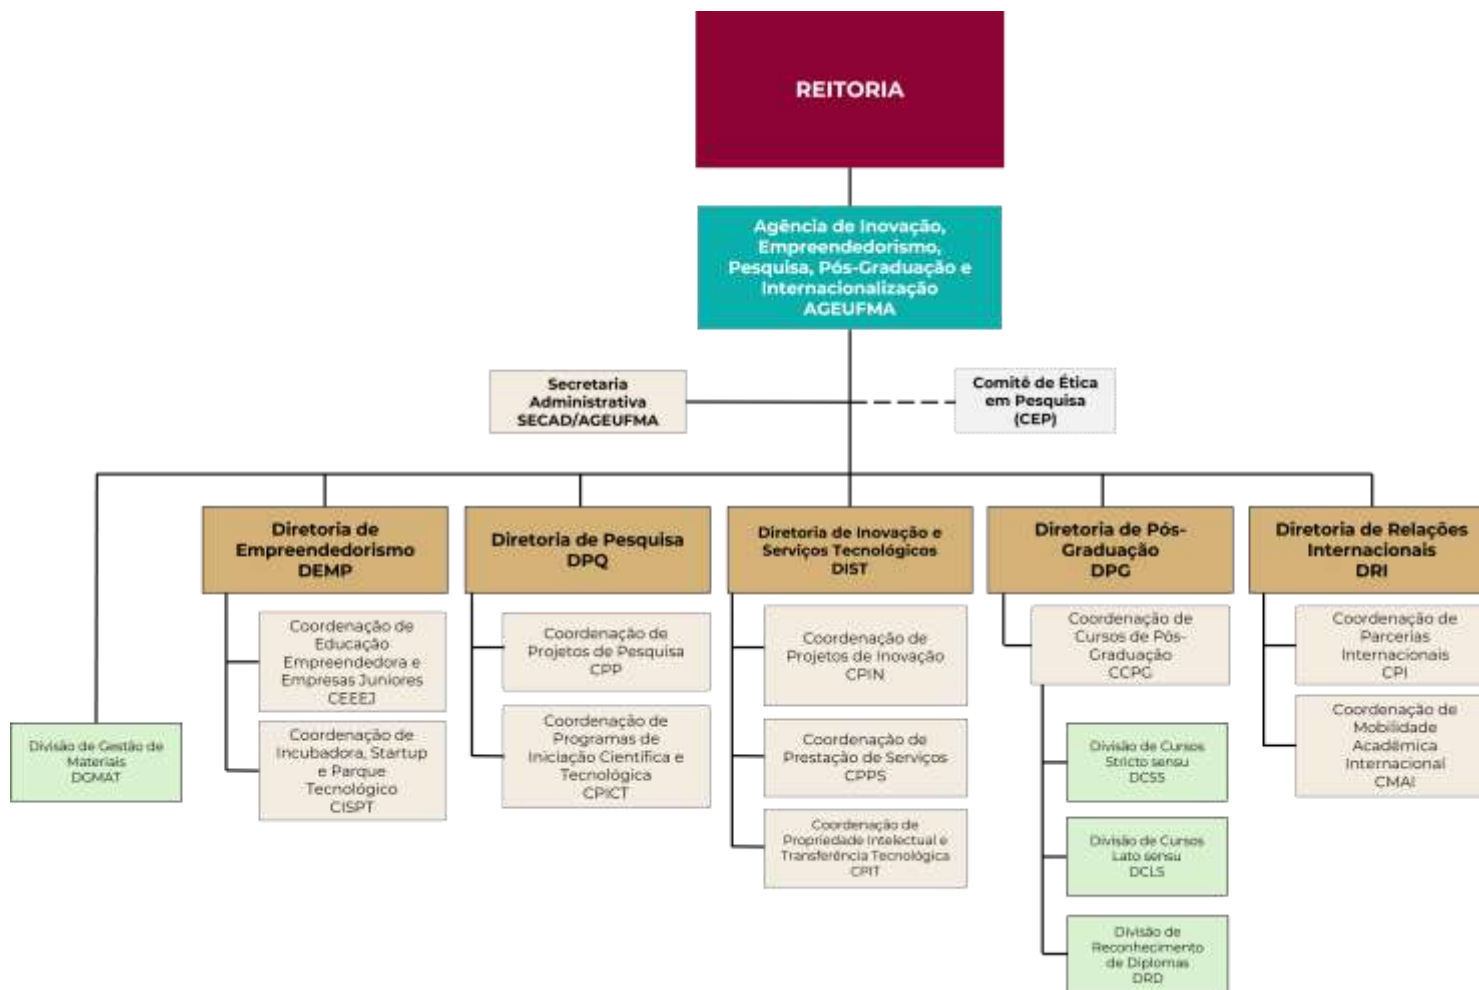 REITORIA
Agência de Inovação,
Empreendedorismo,
Pesquisa, Pós-Graduação e
Internacionalização
AGEUFMA
Secretaria
Administrativa
SECAD/AGEUFMA
Comitê de Ética
em Pesquisa
(CEP)
Diretoria de
Empreendedorismo
DEMP
Diretoria de Pesquisa
DPQ
Diretoria de Inovação e
Serviços Tecnológicos
DIST
Diretoria de Pós-
Graduação
DPG
Diretoria de Relações
Internacionais
DRI
Coordenação de
Educação
Empreendedora e
Empresas Juniores
CEEEJ
Coordenação de
Projetos de Pesquisa
CPP
Coordenação de
Projetos de Inovação
CPIN
Coordenação de
Cursos de Pós-
Graduação
CCPG
Coordenação de
Parcerias
Internacionais
CPI
Divisão de Gestão de
Materiais
DGMAT
Coordenação de
Incubadora, Startup
e Parque
Tecnológico
CISPT
Coordenação de
Programas de
Iniciação Científica e
Tecnológica
CPICT
Coordenação de
Prestação de Serviços
CPPS
Divisão de Cursos
Stricto sensu
DCSS
Coordenação de
Mobilidade
Acadêmica
Internacional
CMAI
Coordenação de
Propriedade Intelectual e
Transferência Tecnológica
CPIT
Divisão de Cursos
Lato sensu
DCLS
Divisão de
Reconhecimento
de Diplomas
DRD